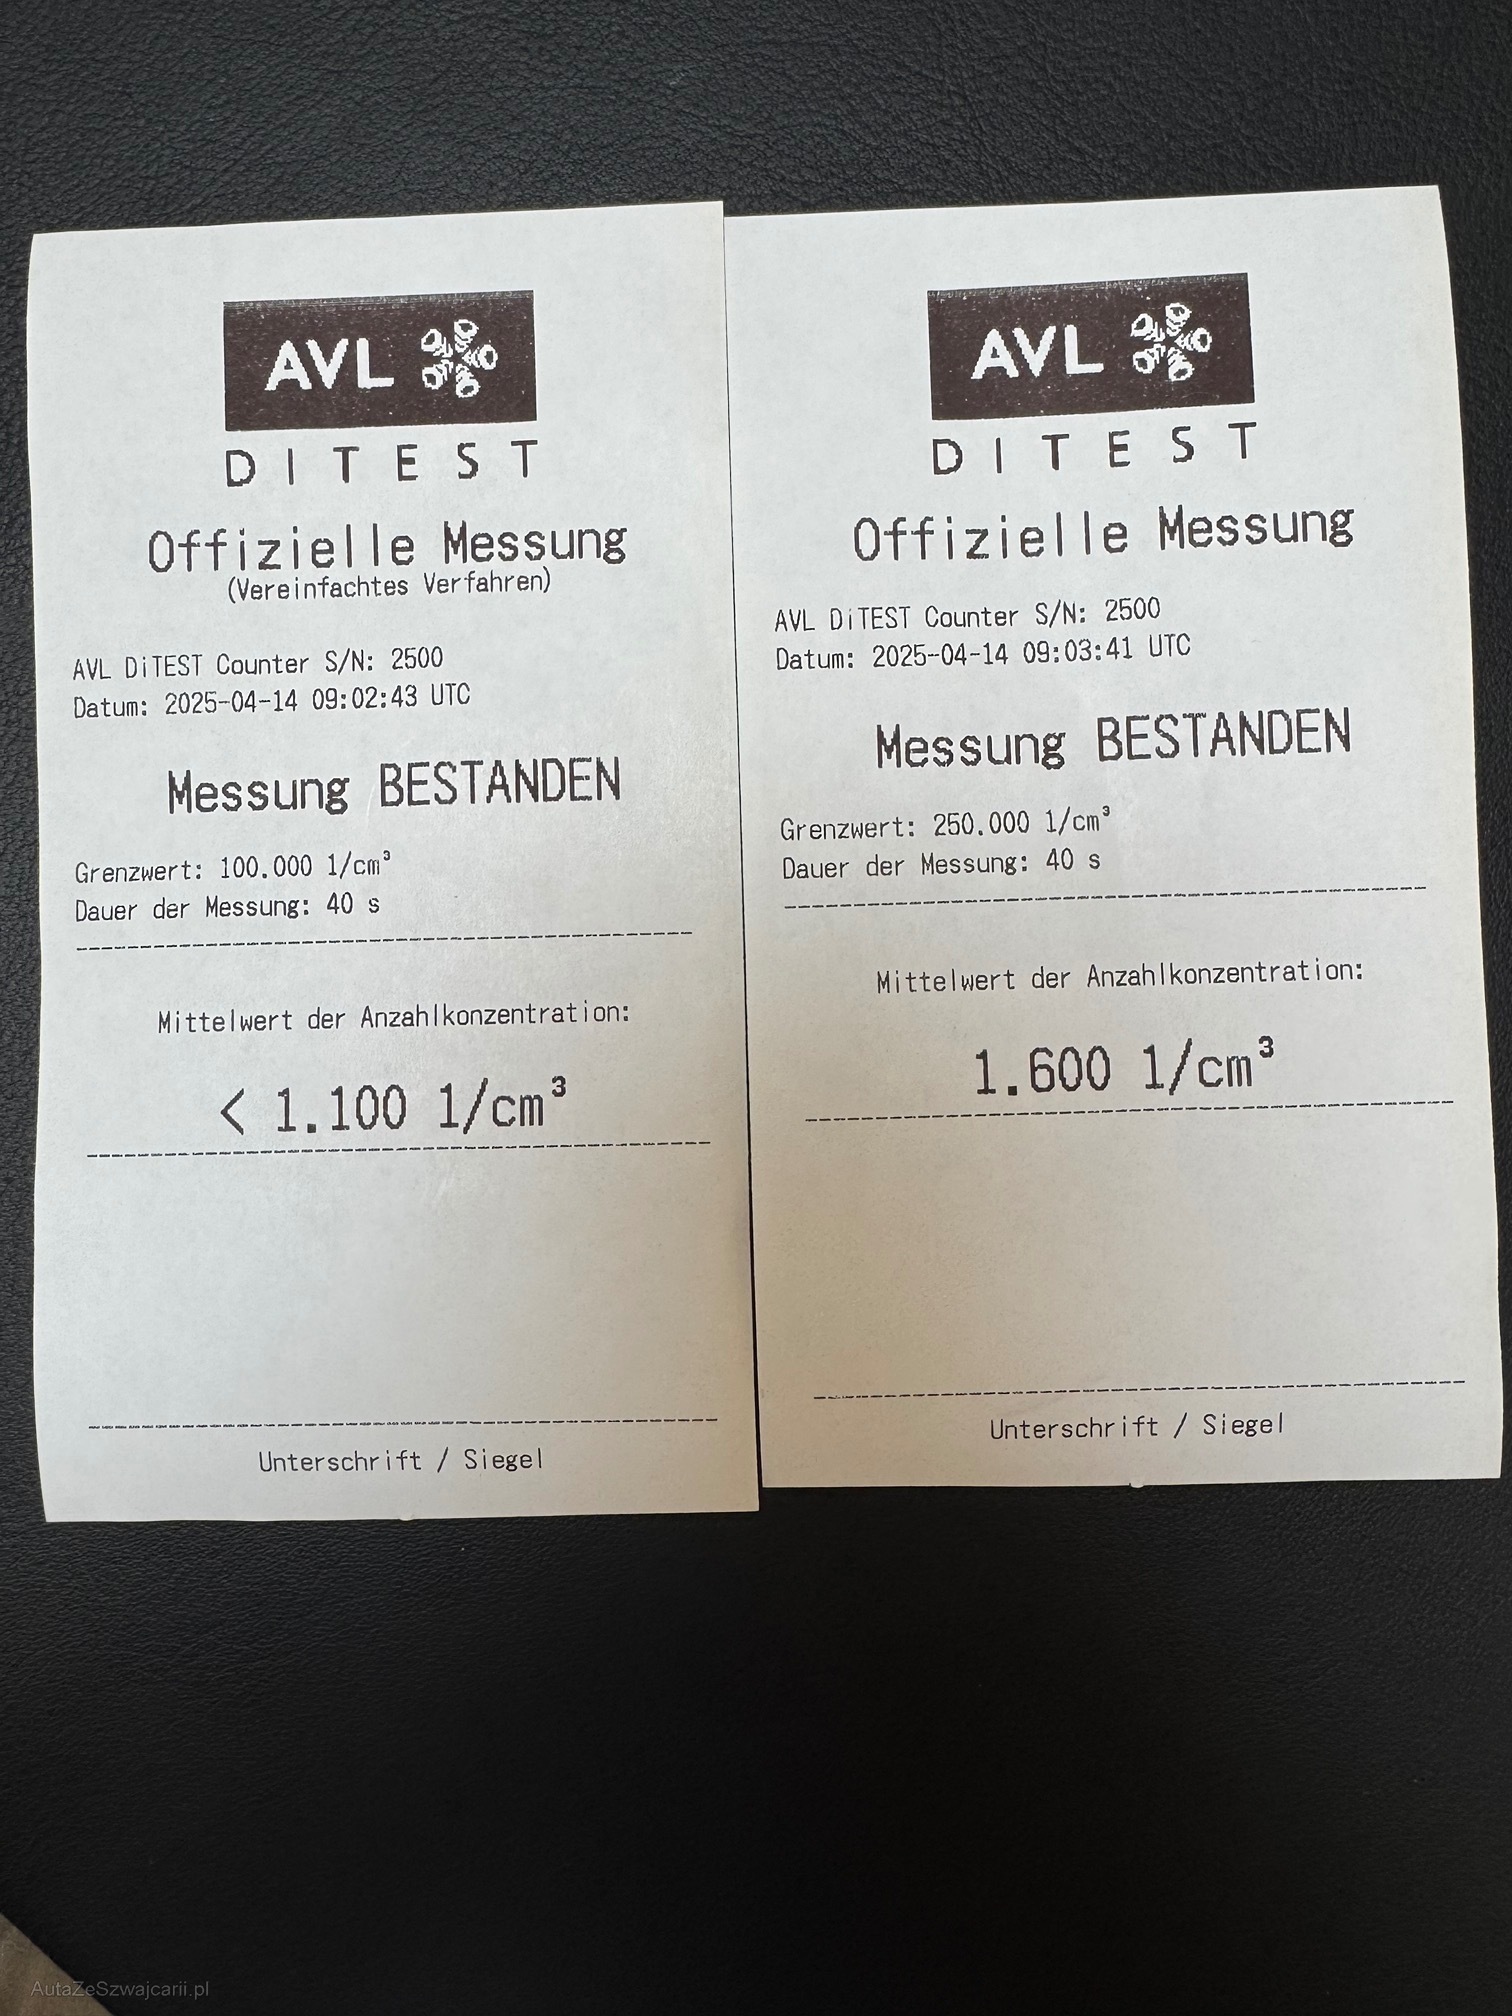 AVL
DITEST
Offizielle Messung
(Vereinfachtes Verfahren)
AVL DiTEST Counter S/N: 2500
Datum: 2025-04-14 09:02:43 UTC
Messung BESTANDEN
Grenzwert: 100.000 1/cm³
Dauer der Messung: 40 s
Mittelwert der Anzahlkonzentration:
< 1.100 1/cm³
Unterschrift / Siegel
AVL
DITEST
Offizielle Messung
AVL DiTEST Counter S/N: 2500
Datum: 2025-04-14 09:03:41 UTC
Messung BESTANDEN
Grenzwert: 250.000 1/cm³
Dauer der Messung: 40 s
Mittelwert der Anzahlkonzentration:
1.600 1/cm³
Unterschrift / Siegel
AutaZeSzwajcarii.pl